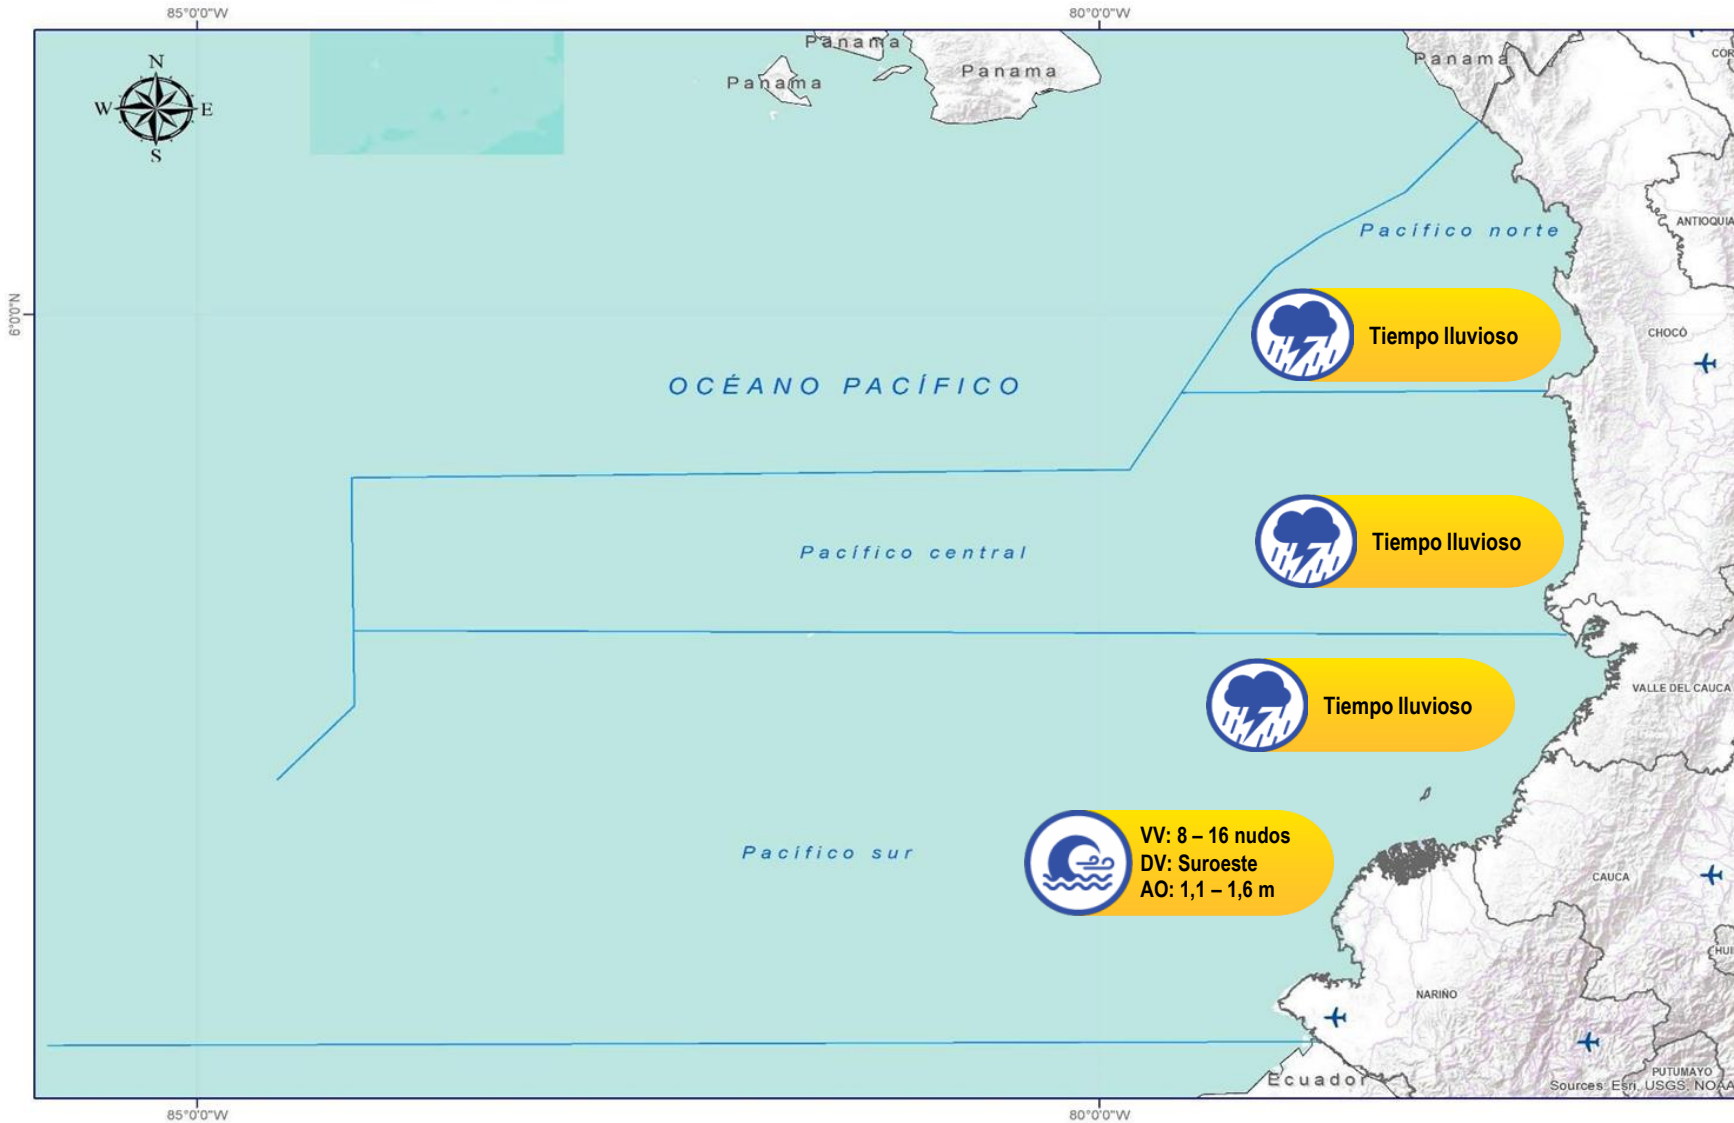 85°0'0"W
80°0'0"W
N
W
E
S
Panama
Panama
Panama
Panama
6°0'0"N
ANTIOQUIA
Pacífico norte
Tiempo lluvioso
CHOCÓ
OCÉANO PACÍFICO
Tiempo lluvioso
Pacífico central
VALLE DEL CAUCA
Tiempo lluvioso
VV: 8 – 16 nudos
DV: Suroeste
AO: 1,1 – 1,6 m
Pacífico sur
CAUCA
NARIÑO
PUTUMAYO
Ecuador
Sources: Esri, USGS, NOAA
85°0'0"W
80°0'0"W